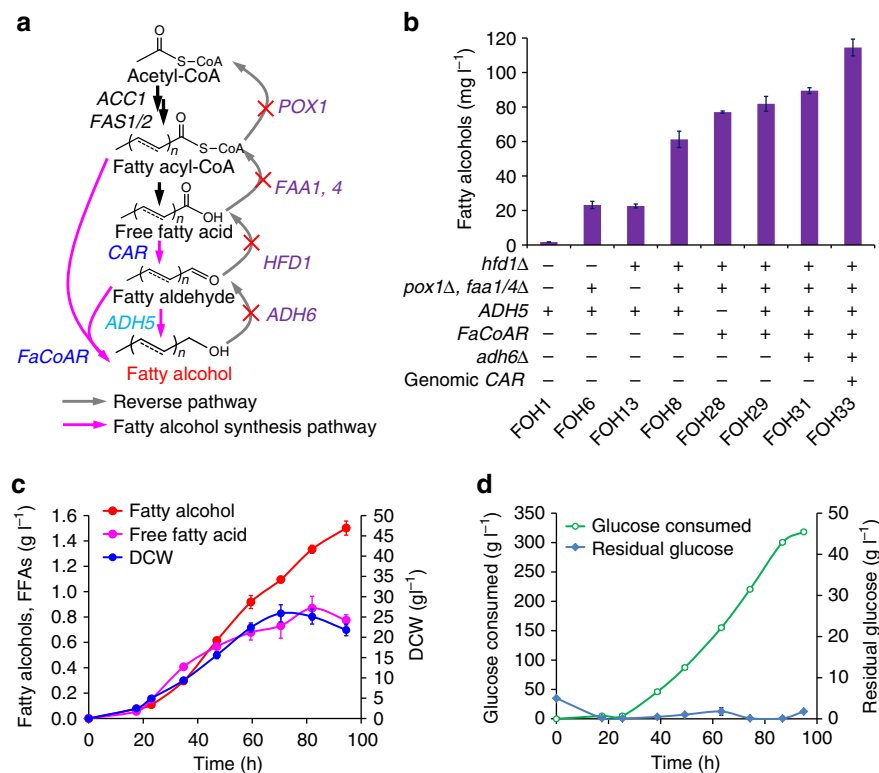 a
O
S–CoA
Acetyl-CoA
ACC1
FAS1/2
POX1
O
S–CoA
n
Fatty acyl-CoA
FAA1, 4
O
OH
n
Free fatty acid
CAR
HFD1
O
n
Fatty aldehyde
ADH5
ADH6
OH
n
FaCoAR
Fatty alcohol
Reverse pathway
Fatty alcohol synthesis pathway
b
Fatty alcohols (mg l⁻¹)
120
100
80
60
40
20
0
hfd1Δ – – + + + + + +
pox1Δ, faa1/4Δ – + – + + + + +
ADH5 + + + + – + + +
FaCoAR – – – – + + + +
adh6Δ – – – – – – + +
Genomic CAR – – – – – – – +
FOH1 FOH6 FOH13 FOH8 FOH28 FOH29 FOH31 FOH33
c
Fatty alcohol
Free fatty acid
DCW
Fatty alcohols, FFAs (g l⁻¹)
1.6
1.4
1.2
1.0
0.8
0.6
0.4
0.2
0.0
50
45
40
35
30
25
20
15
10
5
0
DCW (gl⁻¹)
0 20 40 60 80 100
Time (h)
d
Glucose consumed
Residual glucose
Glucose consumed (g l⁻¹)
350
300
250
200
150
100
50
0
50
40
30
20
10
0
Residual glucose (g l⁻¹)
0 20 40 60 80 100
Time (h)